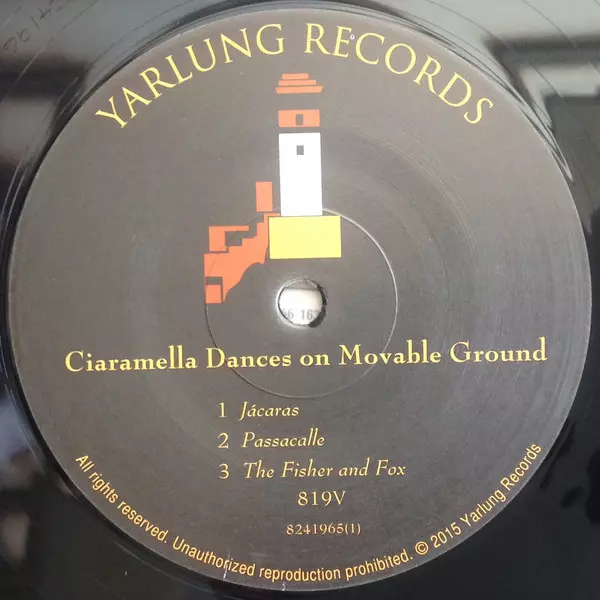 YARLUNG RECORDS
Ciaramella Dances on Movable Ground
1 Jácaras
2 Passacalle
3 The Fisher and Fox
819V
8241965(1)
All rights reserved. Unauthorized reproduction prohibited. © 2015 Yarlung Records